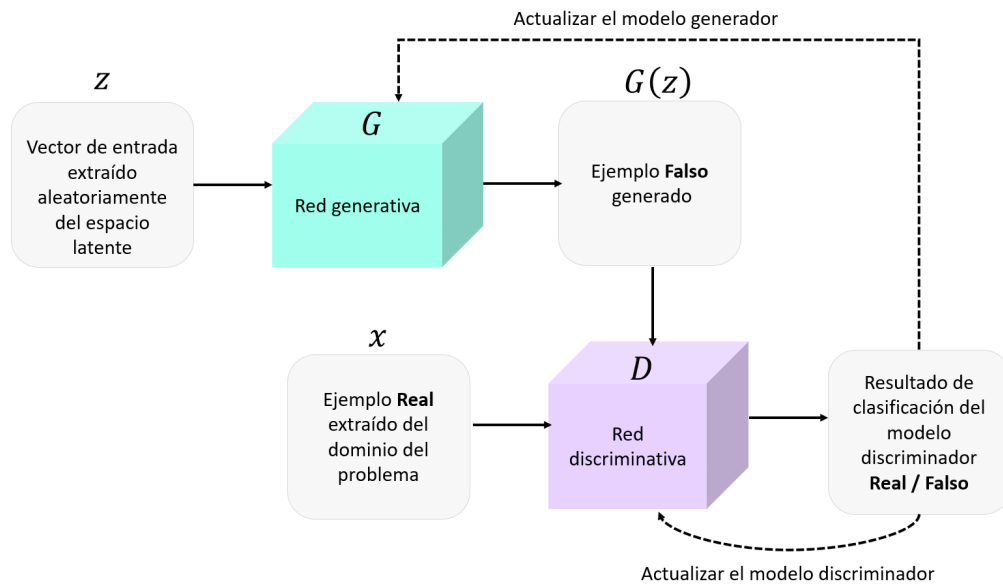 Actualizar el modelo generador
z
G(z)
Vector de entrada
extraído
aleatoriamente
del espacio
latente
G
Red generativa
Ejemplo Falso
generado
x
Ejemplo Real
extraído del
dominio del
problema
D
Red
discriminativa
Resultado de
clasificación del
modelo
discriminador
Real / Falso
Actualizar el modelo discriminador